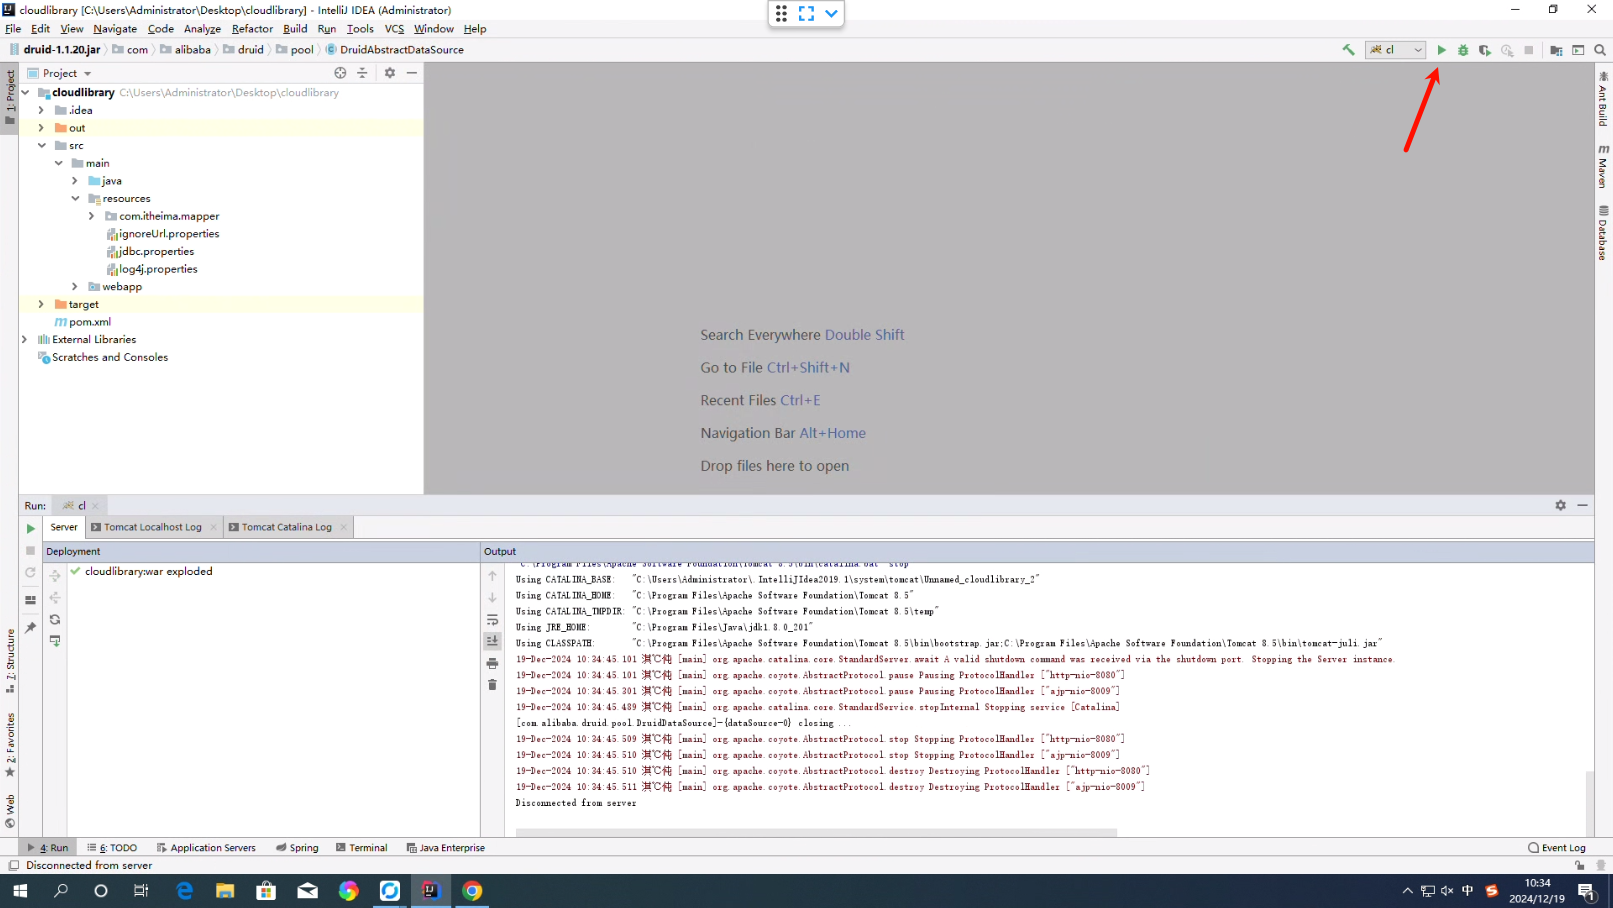 cloudlibrary [C:\Users\Administrator\Desktop\cloudlibrary] - IntelliJ IDEA (Administrator)
File Edit View Navigate Code Analyze Refactor Build Run Tools VCS Window Help
druid-1.1.20.jar com alibaba druid pool DruidAbstractDataSource
cl
Project
cloudlibrary C:\Users\Administrator\Desktop\cloudlibrary
.idea
out
src
main
java
resources
com.itheima.mapper
ignoreUrl.properties
jdbc.properties
log4j.properties
webapp
target
pom.xml
External Libraries
Scratches and Consoles
1: Project
7: Structure
2: Favorites
Web
Ant Build
Maven
Database
Search Everywhere Double Shift
Go to File Ctrl+Shift+N
Recent Files Ctrl+E
Navigation Bar Alt+Home
Drop files here to open
Run: cl
Server Tomcat Localhost Log Tomcat Catalina Log
Deployment
cloudlibrary:war exploded
Output
"C:\Program Files\Apache Software Foundation\Tomcat 8.5\bin\catalina.bat" stop
Using CATALINA_BASE: "C:\Users\Administrator\.IntelliJIdea2019.1\system\tomcat\Unnamed_cloudlibrary_2"
Using CATALINA_HOME: "C:\Program Files\Apache Software Foundation\Tomcat 8.5"
Using CATALINA_TMPDIR: "C:\Program Files\Apache Software Foundation\Tomcat 8.5\temp"
Using JRE_HOME: "C:\Program Files\Java\jdk1.8.0_201"
Using CLASSPATH: "C:\Program Files\Apache Software Foundation\Tomcat 8.5\bin\bootstrap.jar;C:\Program Files\Apache Software Foundation\Tomcat 8.5\bin\tomcat-juli.jar"
19-Dec-2024 10:34:45.101 淇℃伅 [main] org.apache.catalina.core.StandardServer.await A valid shutdown command was received via the shutdown port. Stopping the Server instance.
19-Dec-2024 10:34:45.101 淇℃伅 [main] org.apache.coyote.AbstractProtocol.pause Pausing ProtocolHandler ["http-nio-8080"]
19-Dec-2024 10:34:45.301 淇℃伅 [main] org.apache.coyote.AbstractProtocol.pause Pausing ProtocolHandler ["ajp-nio-8009"]
19-Dec-2024 10:34:45.489 淇℃伅 [main] org.apache.catalina.core.StandardService.stopInternal Stopping service [Catalina]
[com.alibaba.druid.pool.DruidDataSource]-{dataSource-0} closing ...
19-Dec-2024 10:34:45.509 淇℃伅 [main] org.apache.coyote.AbstractProtocol.stop Stopping ProtocolHandler ["http-nio-8080"]
19-Dec-2024 10:34:45.510 淇℃伅 [main] org.apache.coyote.AbstractProtocol.stop Stopping ProtocolHandler ["ajp-nio-8009"]
19-Dec-2024 10:34:45.510 淇℃伅 [main] org.apache.coyote.AbstractProtocol.destroy Destroying ProtocolHandler ["http-nio-8080"]
19-Dec-2024 10:34:45.511 淇℃伅 [main] org.apache.coyote.AbstractProtocol.destroy Destroying ProtocolHandler ["ajp-nio-8009"]
Disconnected from server
4: Run 6: TODO Application Servers Spring Terminal Java Enterprise Event Log
Disconnected from server
中
10:34
2024/12/19
1